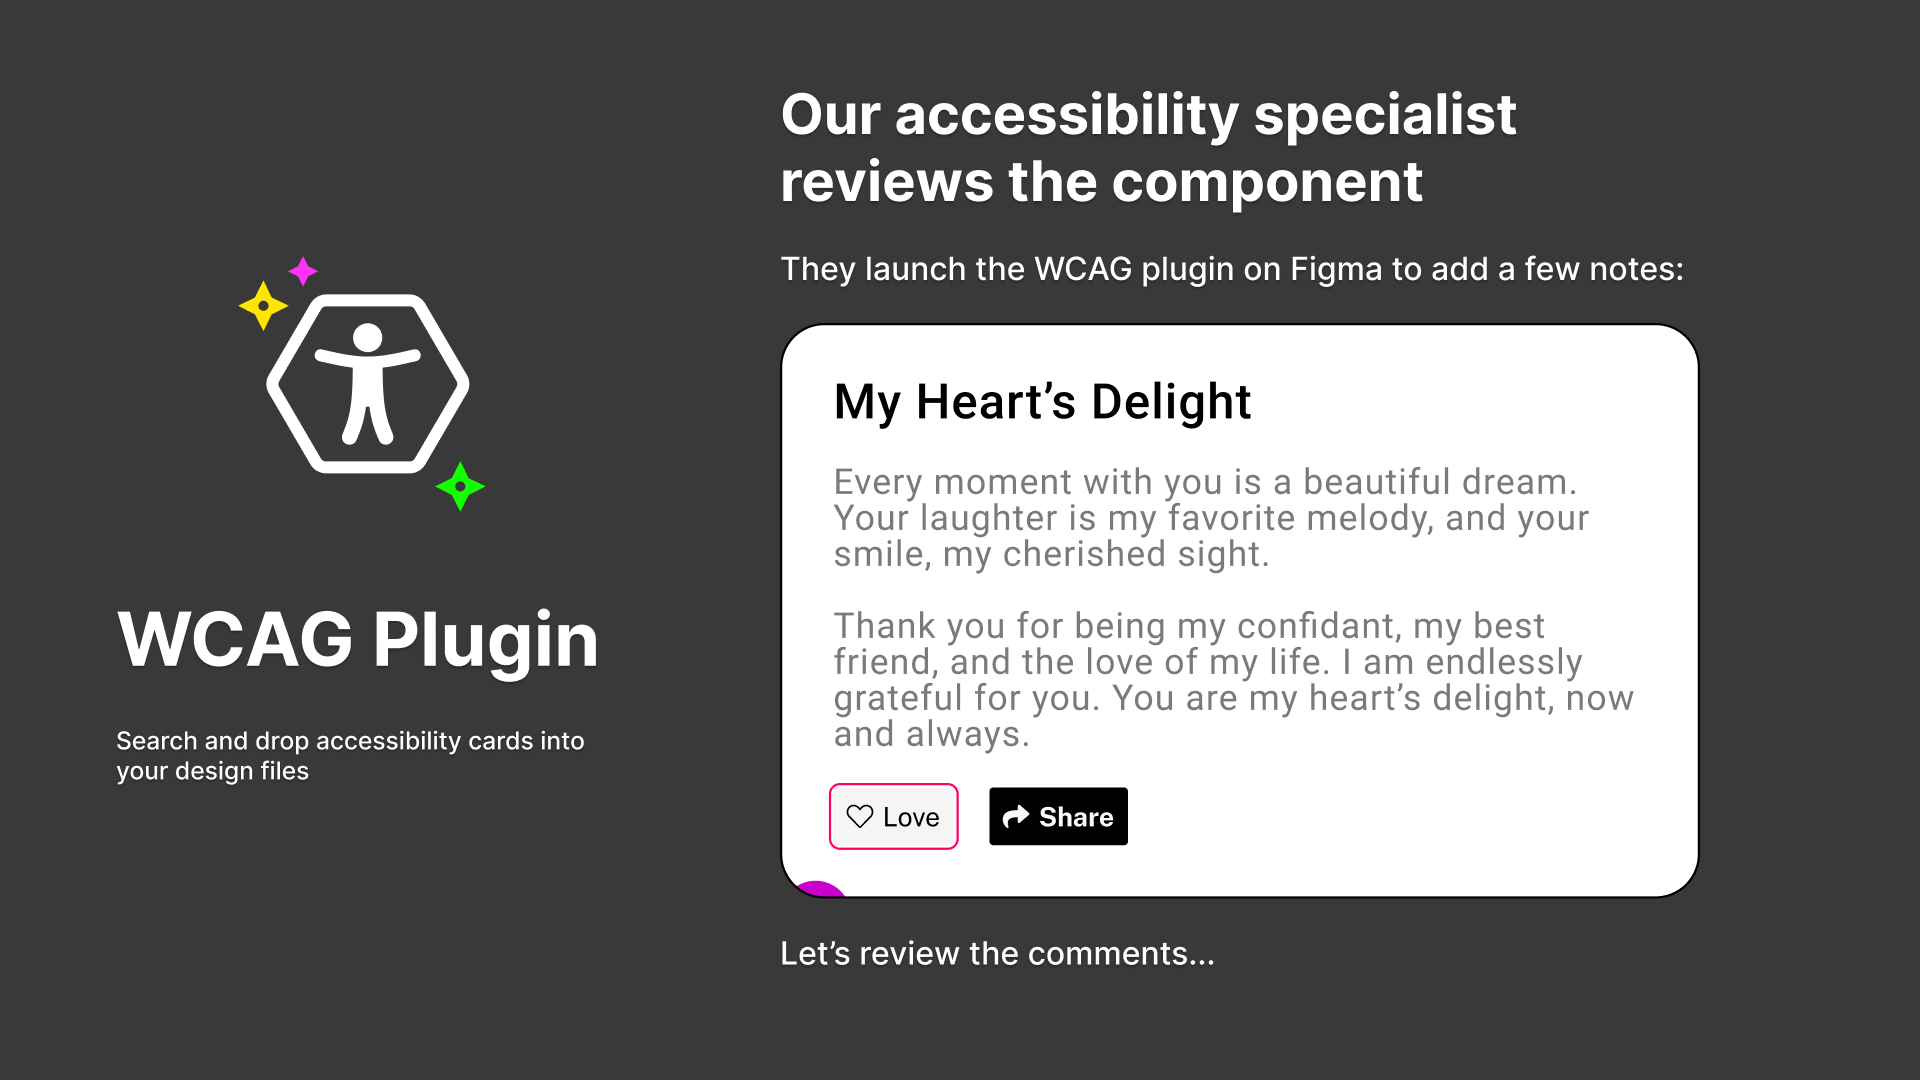 WCAG Plugin
Search and drop accessibility cards into
your design files
Our accessibility specialist
reviews the component
They launch the WCAG plugin on Figma to add a few notes:
My Heart’s Delight
Every moment with you is a beautiful dream.
Your laughter is my favorite melody, and your
smile, my cherished sight.
Thank you for being my confidant, my best
friend, and the love of my life. I am endlessly
grateful for you. You are my heart’s delight, now
and always.
Love
Share
Let’s review the comments...